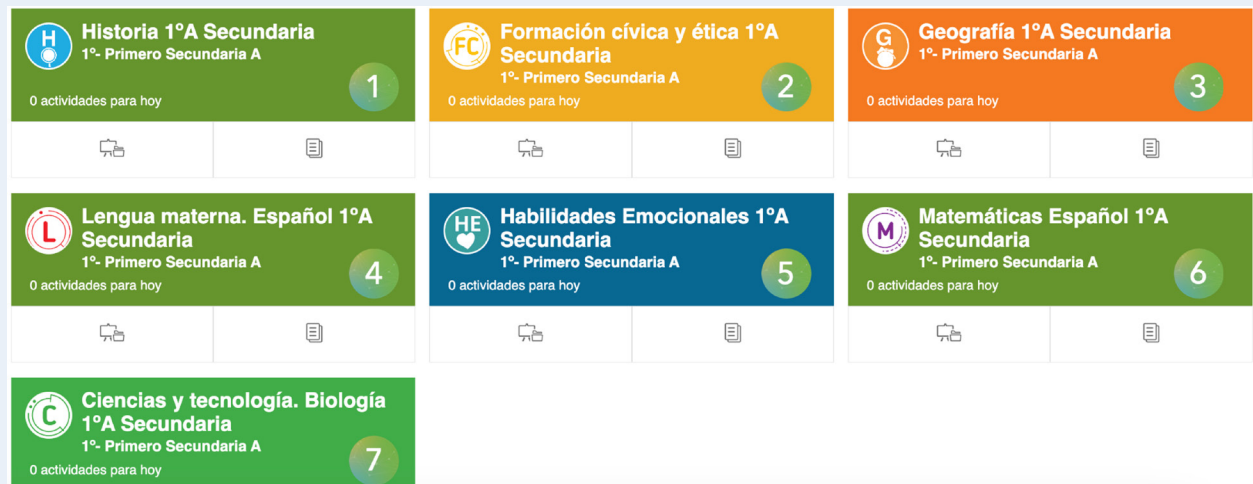 H
Historia 1ºA Secundaria
1º- Primero Secundaria A
0 actividades para hoy
1
FC
Formación cívica y ética 1ºA
Secundaria
1º- Primero Secundaria A
0 actividades para hoy
2
G
Geografía 1ºA Secundaria
1º- Primero Secundaria A
0 actividades para hoy
3
L
Lengua materna. Español 1ºA
Secundaria
1º- Primero Secundaria A
0 actividades para hoy
4
HE
Habilidades Emocionales 1ºA
Secundaria
1º- Primero Secundaria A
0 actividades para hoy
5
M
Matemáticas Español 1ºA
Secundaria
1º- Primero Secundaria A
0 actividades para hoy
6
C
Ciencias y tecnología. Biología
1ºA Secundaria
1º- Primero Secundaria A
0 actividades para hoy
7